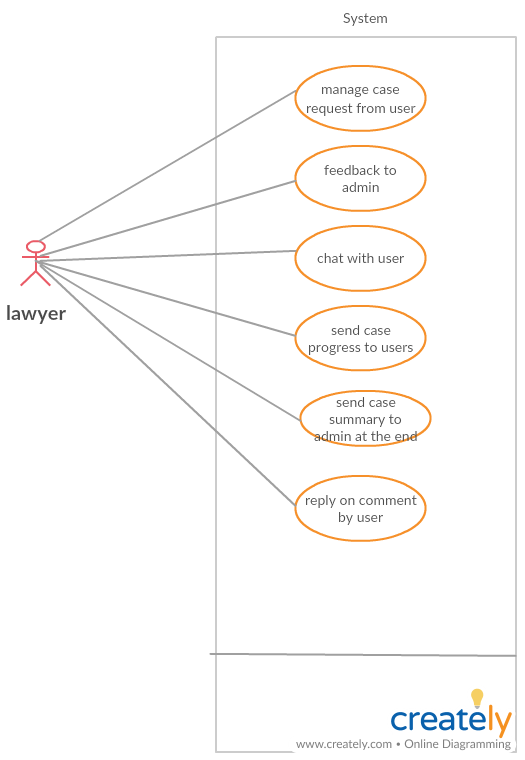 System
manage case
request from user
feedback to
admin
chat with user
lawyer
send case
progress to users
send case
summary to
admin at the end
reply on comment
by user
creately
www.creately.com • Online Diagramming